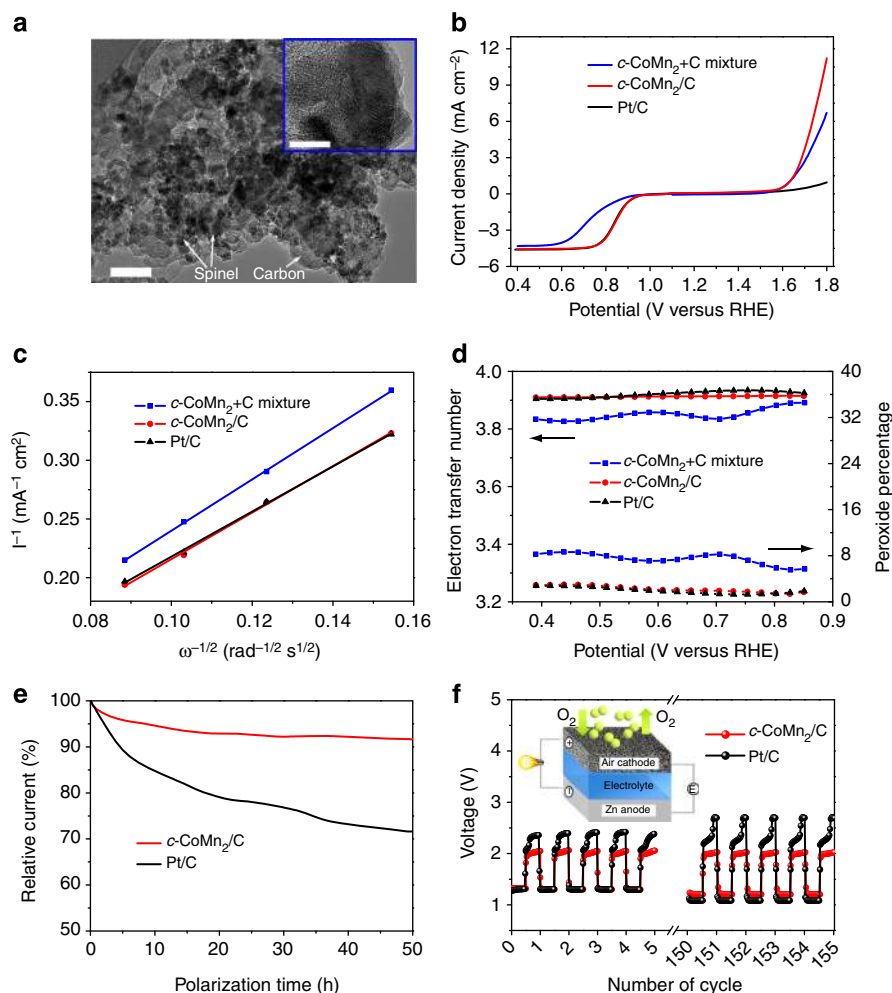 a
Spinel
Carbon
b
Current density (mA cm⁻²)
12
9
6
3
0
−3
−6
c-CoMn₂+C mixture
c-CoMn₂/C
Pt/C
0.4 0.6 0.8 1.0 1.2 1.4 1.6 1.8
Potential (V versus RHE)
c
I⁻¹ (mA⁻¹ cm²)
0.35
0.30
0.25
0.20
c-CoMn₂+C mixture
c-CoMn₂/C
Pt/C
0.08 0.10 0.12 0.14 0.16
ω⁻¹/² (rad⁻¹/² s¹/²)
d
Electron transfer number
4.0
3.8
3.6
3.4
3.2
c-CoMn₂+C mixture
c-CoMn₂/C
Pt/C
40
32
24
16
8
0
Peroxide percentage
0.4 0.5 0.6 0.7 0.8 0.9
Potential (V versus RHE)
e
Relative current (%)
100
90
80
70
60
50
c-CoMn₂/C
Pt/C
0 10 20 30 40 50
Polarization time (h)
f
Voltage (V)
5
4
3
2
1
O₂ O₂
Air cathode
Electrolyte
Zn anode
+
E
c-CoMn₂/C
Pt/C
0 1 2 3 4 5 150 151 152 153 154 155
Number of cycle